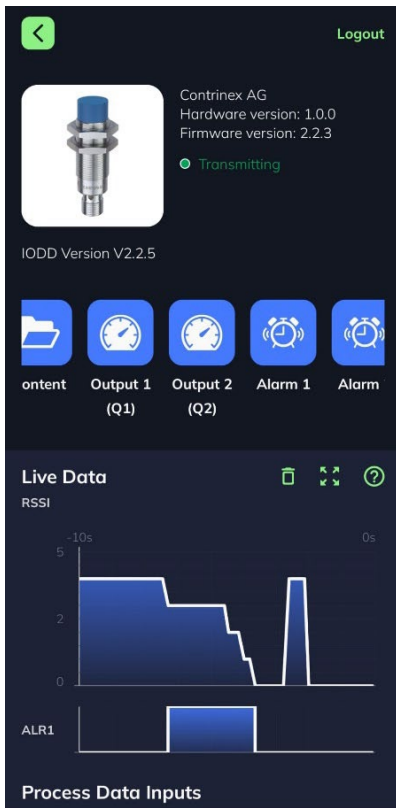 Logout
Contrinex AG
Hardware version: 1.0.0
Firmware version: 2.2.3
Transmitting
IODD Version V2.2.5
ontent
Output 1
(Q1)
Output 2
(Q2)
Alarm 1
Alarm
Live Data
RSSI
-10s
0s
5
2
0
ALR1
Process Data Inputs